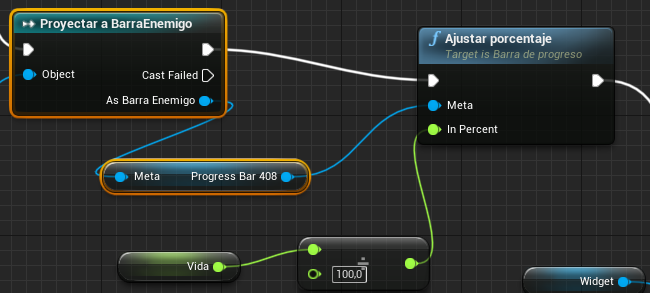 Proyectar a BarraEnemigo
Object
Cast Failed
As Barra Enemigo
f Ajustar porcentaje
Target is Barra de progreso
Meta
In Percent
Meta Progress Bar 408
Vida
÷
100,0
Widget